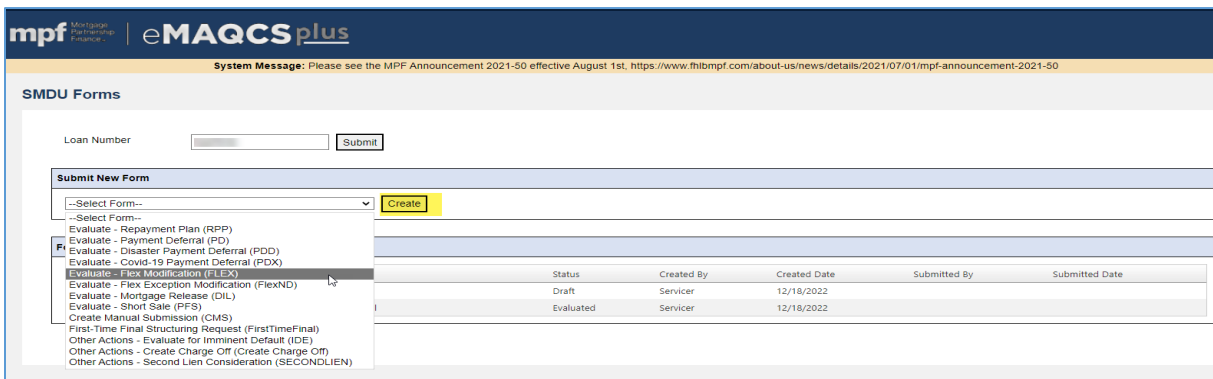 mpf Mortgage Partnership Finance | eMAQCS plus
System Message: Please see the MPF Announcement 2021-50 effective August 1st, https://www.fhlbmpf.com/about-us/news/details/2021/07/01/mpf-announcement-2021-50
SMDU Forms
Loan Number Submit
Submit New Form
--Select Form-- Create
--Select Form--
Evaluate - Repayment Plan (RPP)
Evaluate - Payment Deferral (PD)
Evaluate - Disaster Payment Deferral (PDD)
Evaluate - Covid-19 Payment Deferral (PDX)
Evaluate - Flex Modification (FLEX)
Evaluate - Flex Exception Modification (FlexND)
Evaluate - Mortgage Release (DIL)
Evaluate - Short Sale (PFS)
Create Manual Submission (CMS)
First-Time Final Structuring Request (FirstTimeFinal)
Other Actions - Evaluate for Imminent Default (IDE)
Other Actions - Create Charge Off (Create Charge Off)
Other Actions - Second Lien Consideration (SECONDLIEN)
Status Created By Created Date Submitted By Submitted Date
Draft Servicer 12/18/2022
Evaluated Servicer 12/18/2022